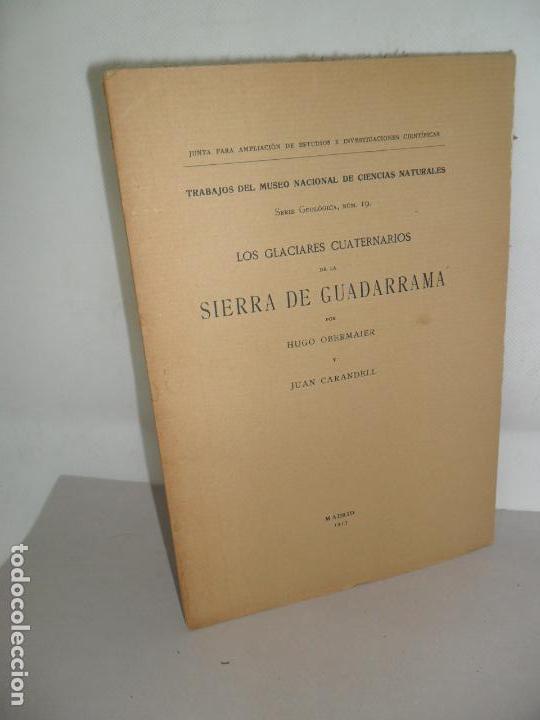 JUNTA PARA AMPLIACIÓN DE ESTUDIOS E INVESTIGACIONES CIENTÍFICAS
TRABAJOS DEL MUSEO NACIONAL DE CIENCIAS NATURALES
SERIE GEOLÓGICA, NÚM. 19.
LOS GLACIARES CUATERNARIOS
DE LA
SIERRA DE GUADARRAMA
POR
HUGO OBERMAIER
Y
JUAN CARANDELL
MADRID
1917
todocoleccion